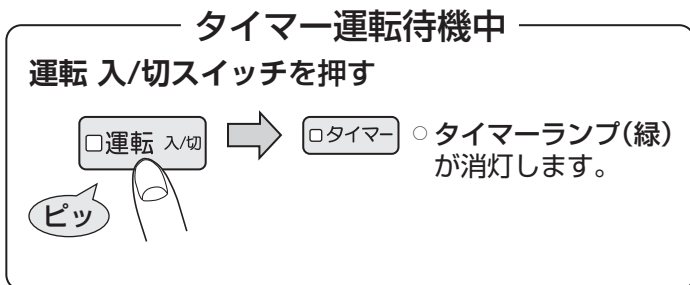 タイマー運転待機中
運転 入/切スイッチを押す
運転 入/切
タイマー
○ タイマーランプ(緑)
が消灯します。
ピッ